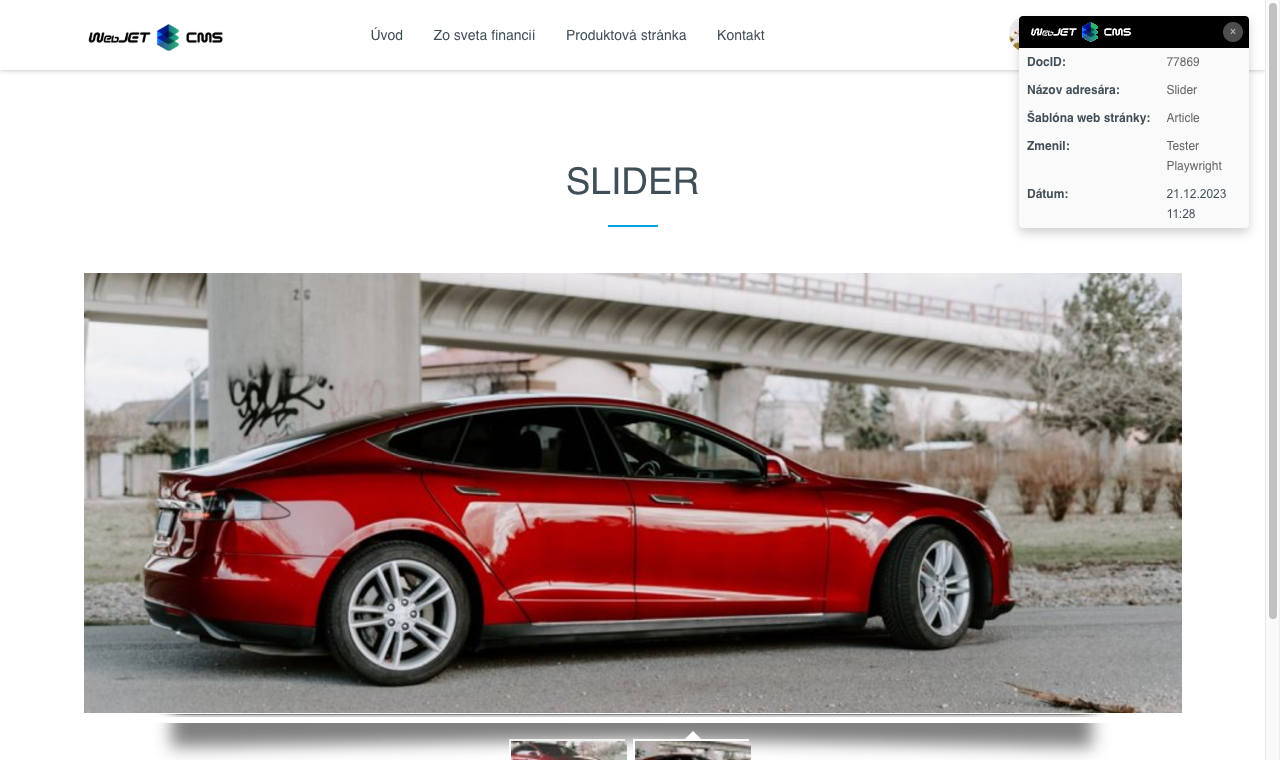 WebJET CMS
Úvod
Zo sveta financií
Produktová stránka
Kontakt
WebJET CMS
×
DocID: 77869
Názov adresára: Slider
Šablóna web stránky: Article
Zmenil: Tester
Playwright
Dátum: 21.12.2023
11:28
SLIDER
Z G